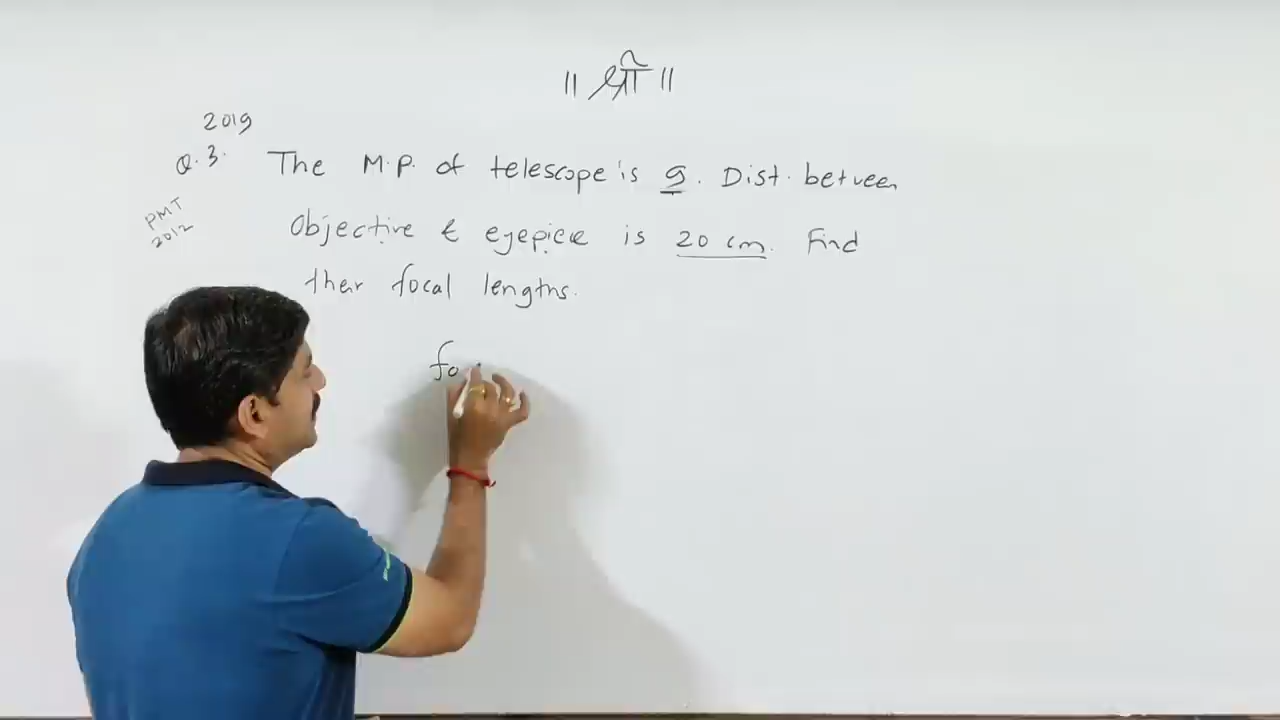 ॥ श्री ॥
2019
Q. 3. The M.P. of telescope is 9. Dist. between
PMT
2012
Objective & eyepiece is 20 cm. Find
their focal lengths.
fo